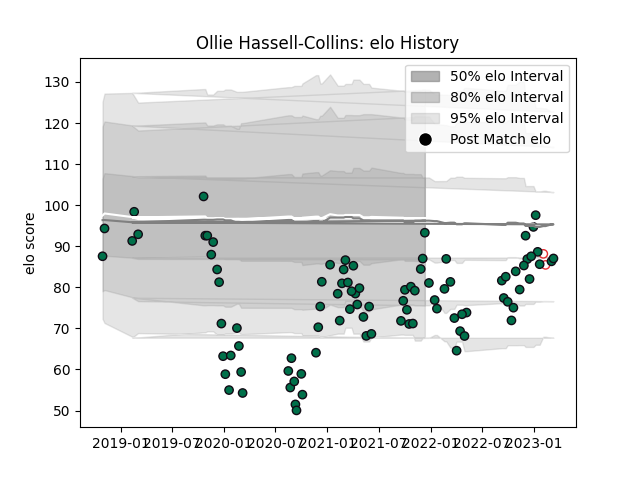 Ollie Hassell-Collins: elo History
130
120
110
100
90
80
70
60
50
elo score
50% elo Interval
80% elo Interval
95% elo Interval
Post Match elo
2019-01 2019-07 2020-01 2020-07 2021-01 2021-07 2022-01 2022-07 2023-01